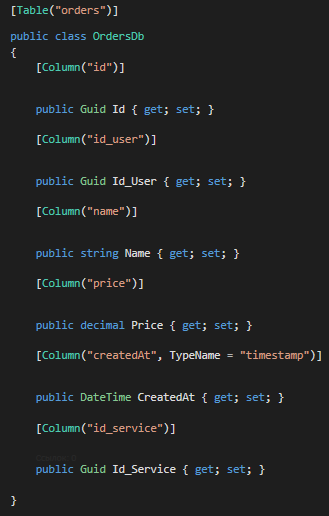 [Table("orders")]
public class OrdersDb
{
[Column("id")]
public Guid Id { get; set; }
[Column("id_user")]
public Guid Id_User { get; set; }
[Column("name")]
public string Name { get; set; }
[Column("price")]
public decimal Price { get; set; }
[Column("createdAt", TypeName = "timestamp")]
public DateTime CreatedAt { get; set; }
[Column("id_service")]
public Guid Id_Service { get; set; }
}